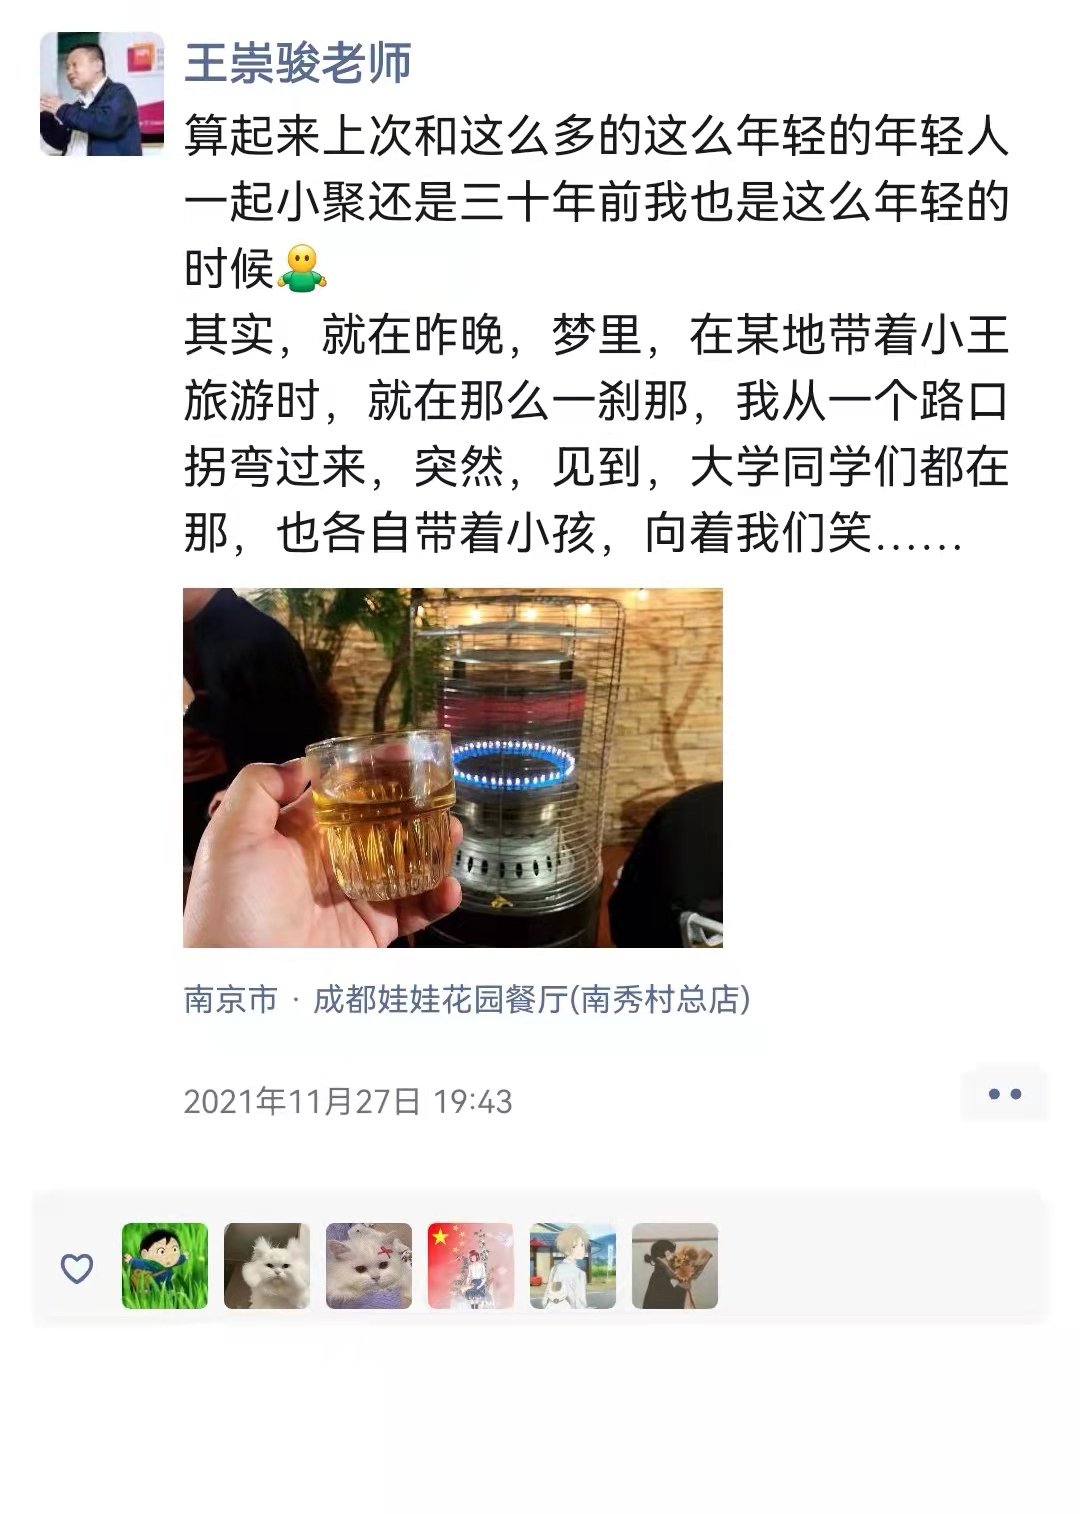 王崇骏老师
算起来上次和这么多的这么年轻的年轻人
一起小聚还是三十年前我也是这么年轻的
时候
其实，就在昨晚，梦里，在某地带着小王
旅游时，就在那么一刹那，我从一个路口
拐弯过来，突然，见到，大学同学们都在
那，也各自带着小孩，向着我们笑……
南京市 · 成都娃娃花园餐厅(南秀村总店)
2021年11月27日 19:43